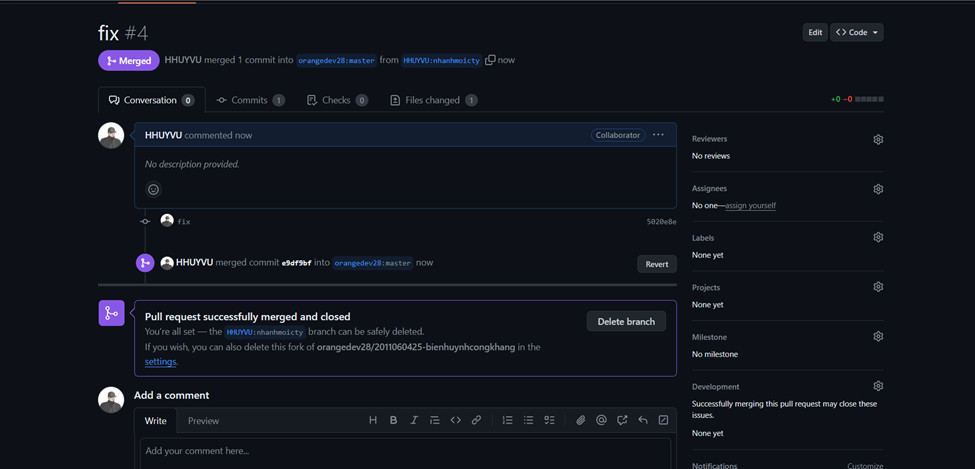 fix #4
Edit
<> Code
Merged
HHUYVU merged 1 commit into orangedev28:master from HHUYVU:nhanhmoicty now
Conversation 0
Commits 1
Checks 0
Files changed 1
+0 −0
HHUYVU commented now
Collaborator
No description provided.
fix
5020e8e
HHUYVU merged commit e9df9bf into orangedev28:master now
Revert
Pull request successfully merged and closed
You're all set — the HHUYVU:nhanhmoicty branch can be safely deleted.
If you wish, you can also delete this fork of orangedev28/2011060425-bienhuynhcongkhang in the
settings.
Delete branch
Add a comment
Write
Preview
Add your comment here...
Reviewers
No reviews
Assignees
No one—assign yourself
Labels
None yet
Projects
None yet
Milestone
No milestone
Development
Successfully merging this pull request may close these
issues.
None yet
Notifications
Customize